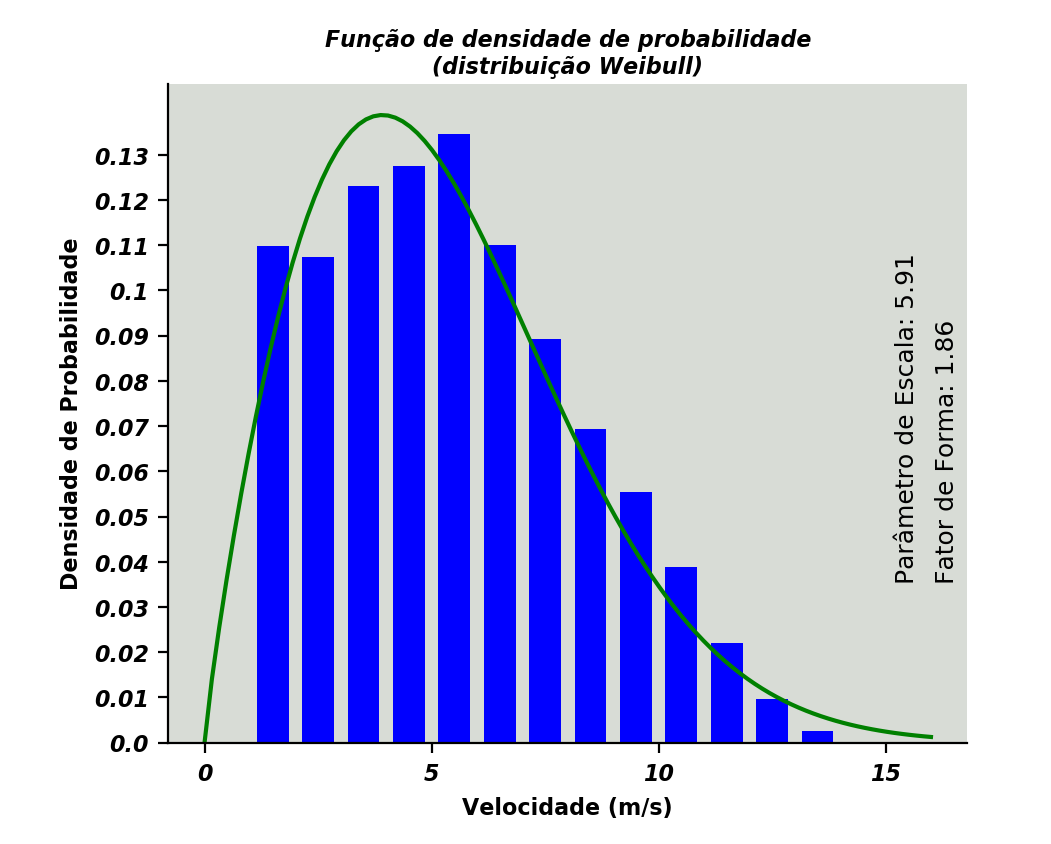 Função de densidade de probabilidade
(distribuição Weibull)
Densidade de Probabilidade
0.13
0.12
0.11
0.1
0.09
0.08
0.07
0.06
0.05
0.04
0.03
0.02
0.01
0.0
Parâmetro de Escala: 5.91
Fator de Forma: 1.86
0 5 10 15
Velocidade (m/s)